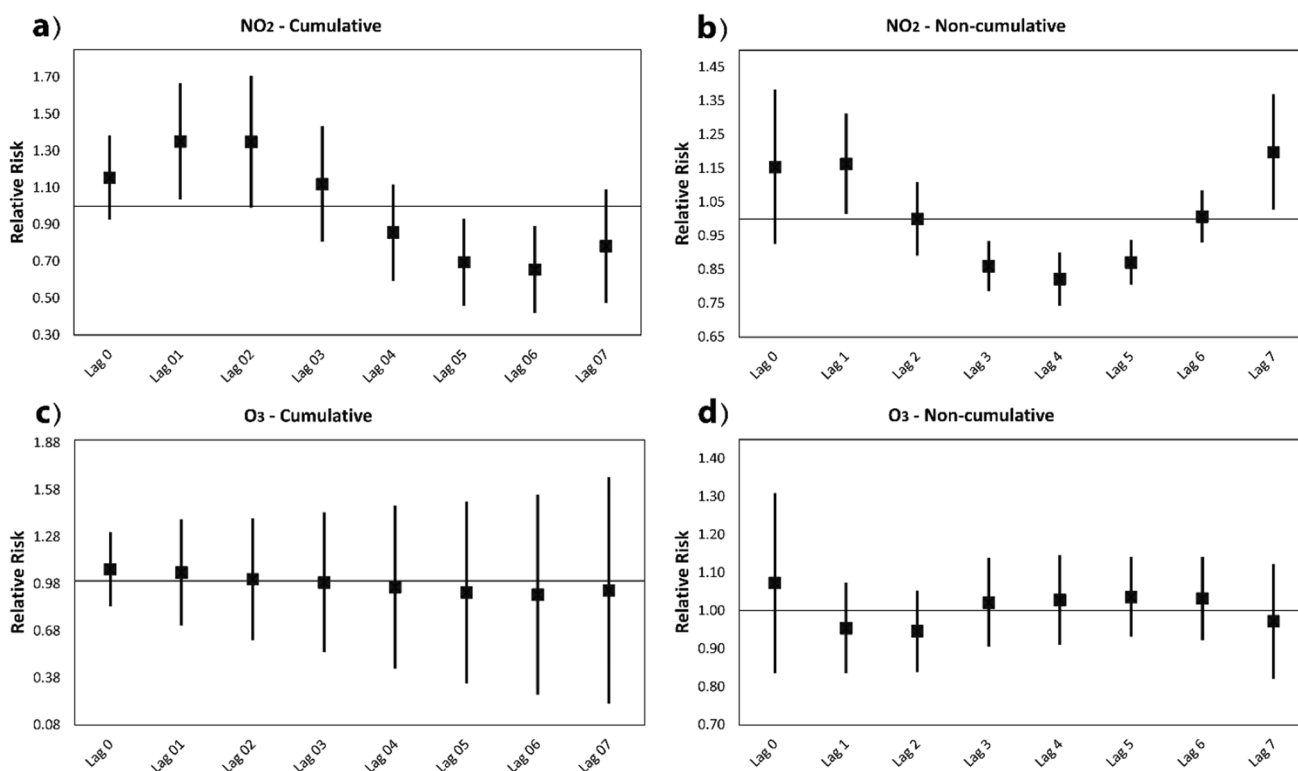 a)
NO2 - Cumulative
Relative Risk
1.70
1.50
1.30
1.10
0.90
0.70
0.50
0.30
Lag 0
Lag 01
Lag 02
Lag 03
Lag 04
Lag 05
Lag 06
Lag 07
b)
NO2 - Non-cumulative
Relative Risk
1.45
1.35
1.25
1.15
1.05
0.95
0.85
0.75
0.65
Lag 0
Lag 1
Lag 2
Lag 3
Lag 4
Lag 5
Lag 6
Lag 7
c)
O3 - Cumulative
Relative Risk
1.88
1.58
1.28
0.98
0.68
0.38
0.08
Lag 0
Lag 01
Lag 02
Lag 03
Lag 04
Lag 05
Lag 06
Lag 07
d)
O3 - Non-cumulative
Relative Risk
1.40
1.30
1.20
1.10
1.00
0.90
0.80
0.70
Lag 0
Lag 1
Lag 2
Lag 3
Lag 4
Lag 5
Lag 6
Lag 7